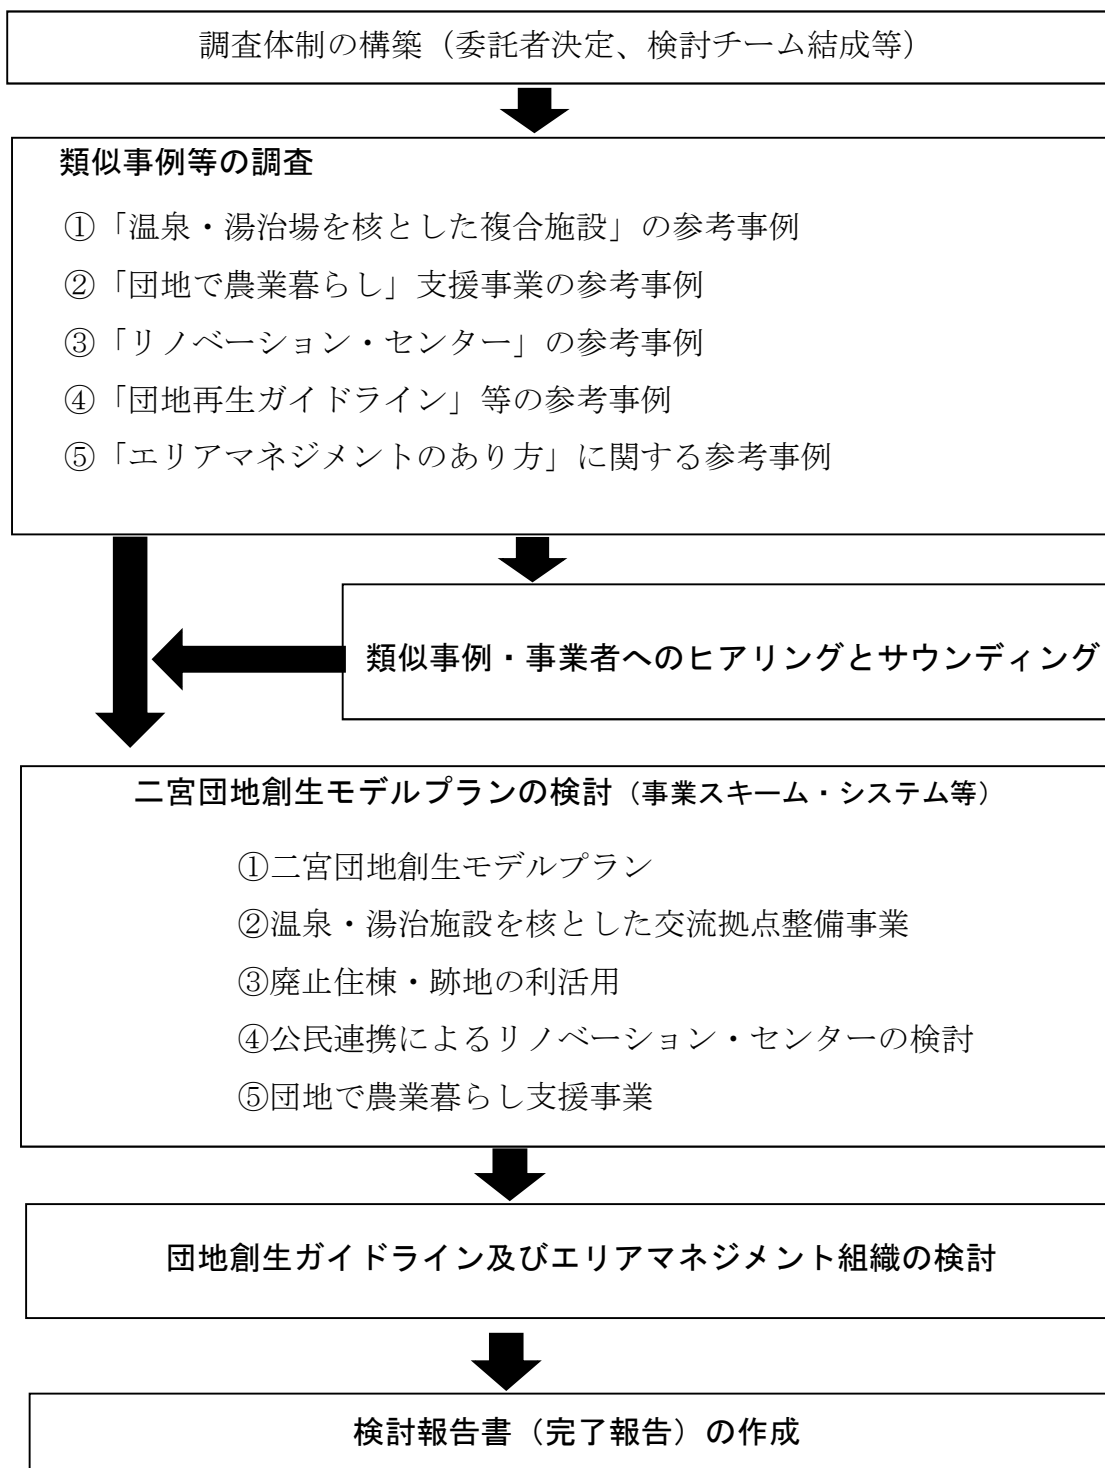 調査体制の構築（委託者決定、検討チーム結成等）
類似事例等の調査
①「温泉・湯治場を核とした複合施設」の参考事例
②「団地で農業暮らし」支援事業の参考事例
③「リノベーション・センター」の参考事例
④「団地再生ガイドライン」等の参考事例
⑤「エリアマネジメントのあり方」に関する参考事例
類似事例・事業者へのヒアリングとサウンディング
二宮団地創生モデルプランの検討（事業スキーム・システム等）
①二宮団地創生モデルプラン
②温泉・湯治施設を核とした交流拠点整備事業
③廃止住棟・跡地の利活用
④公民連携によるリノベーション・センターの検討
⑤団地で農業暮らし支援事業
団地創生ガイドライン及びエリアマネジメント組織の検討
検討報告書（完了報告）の作成